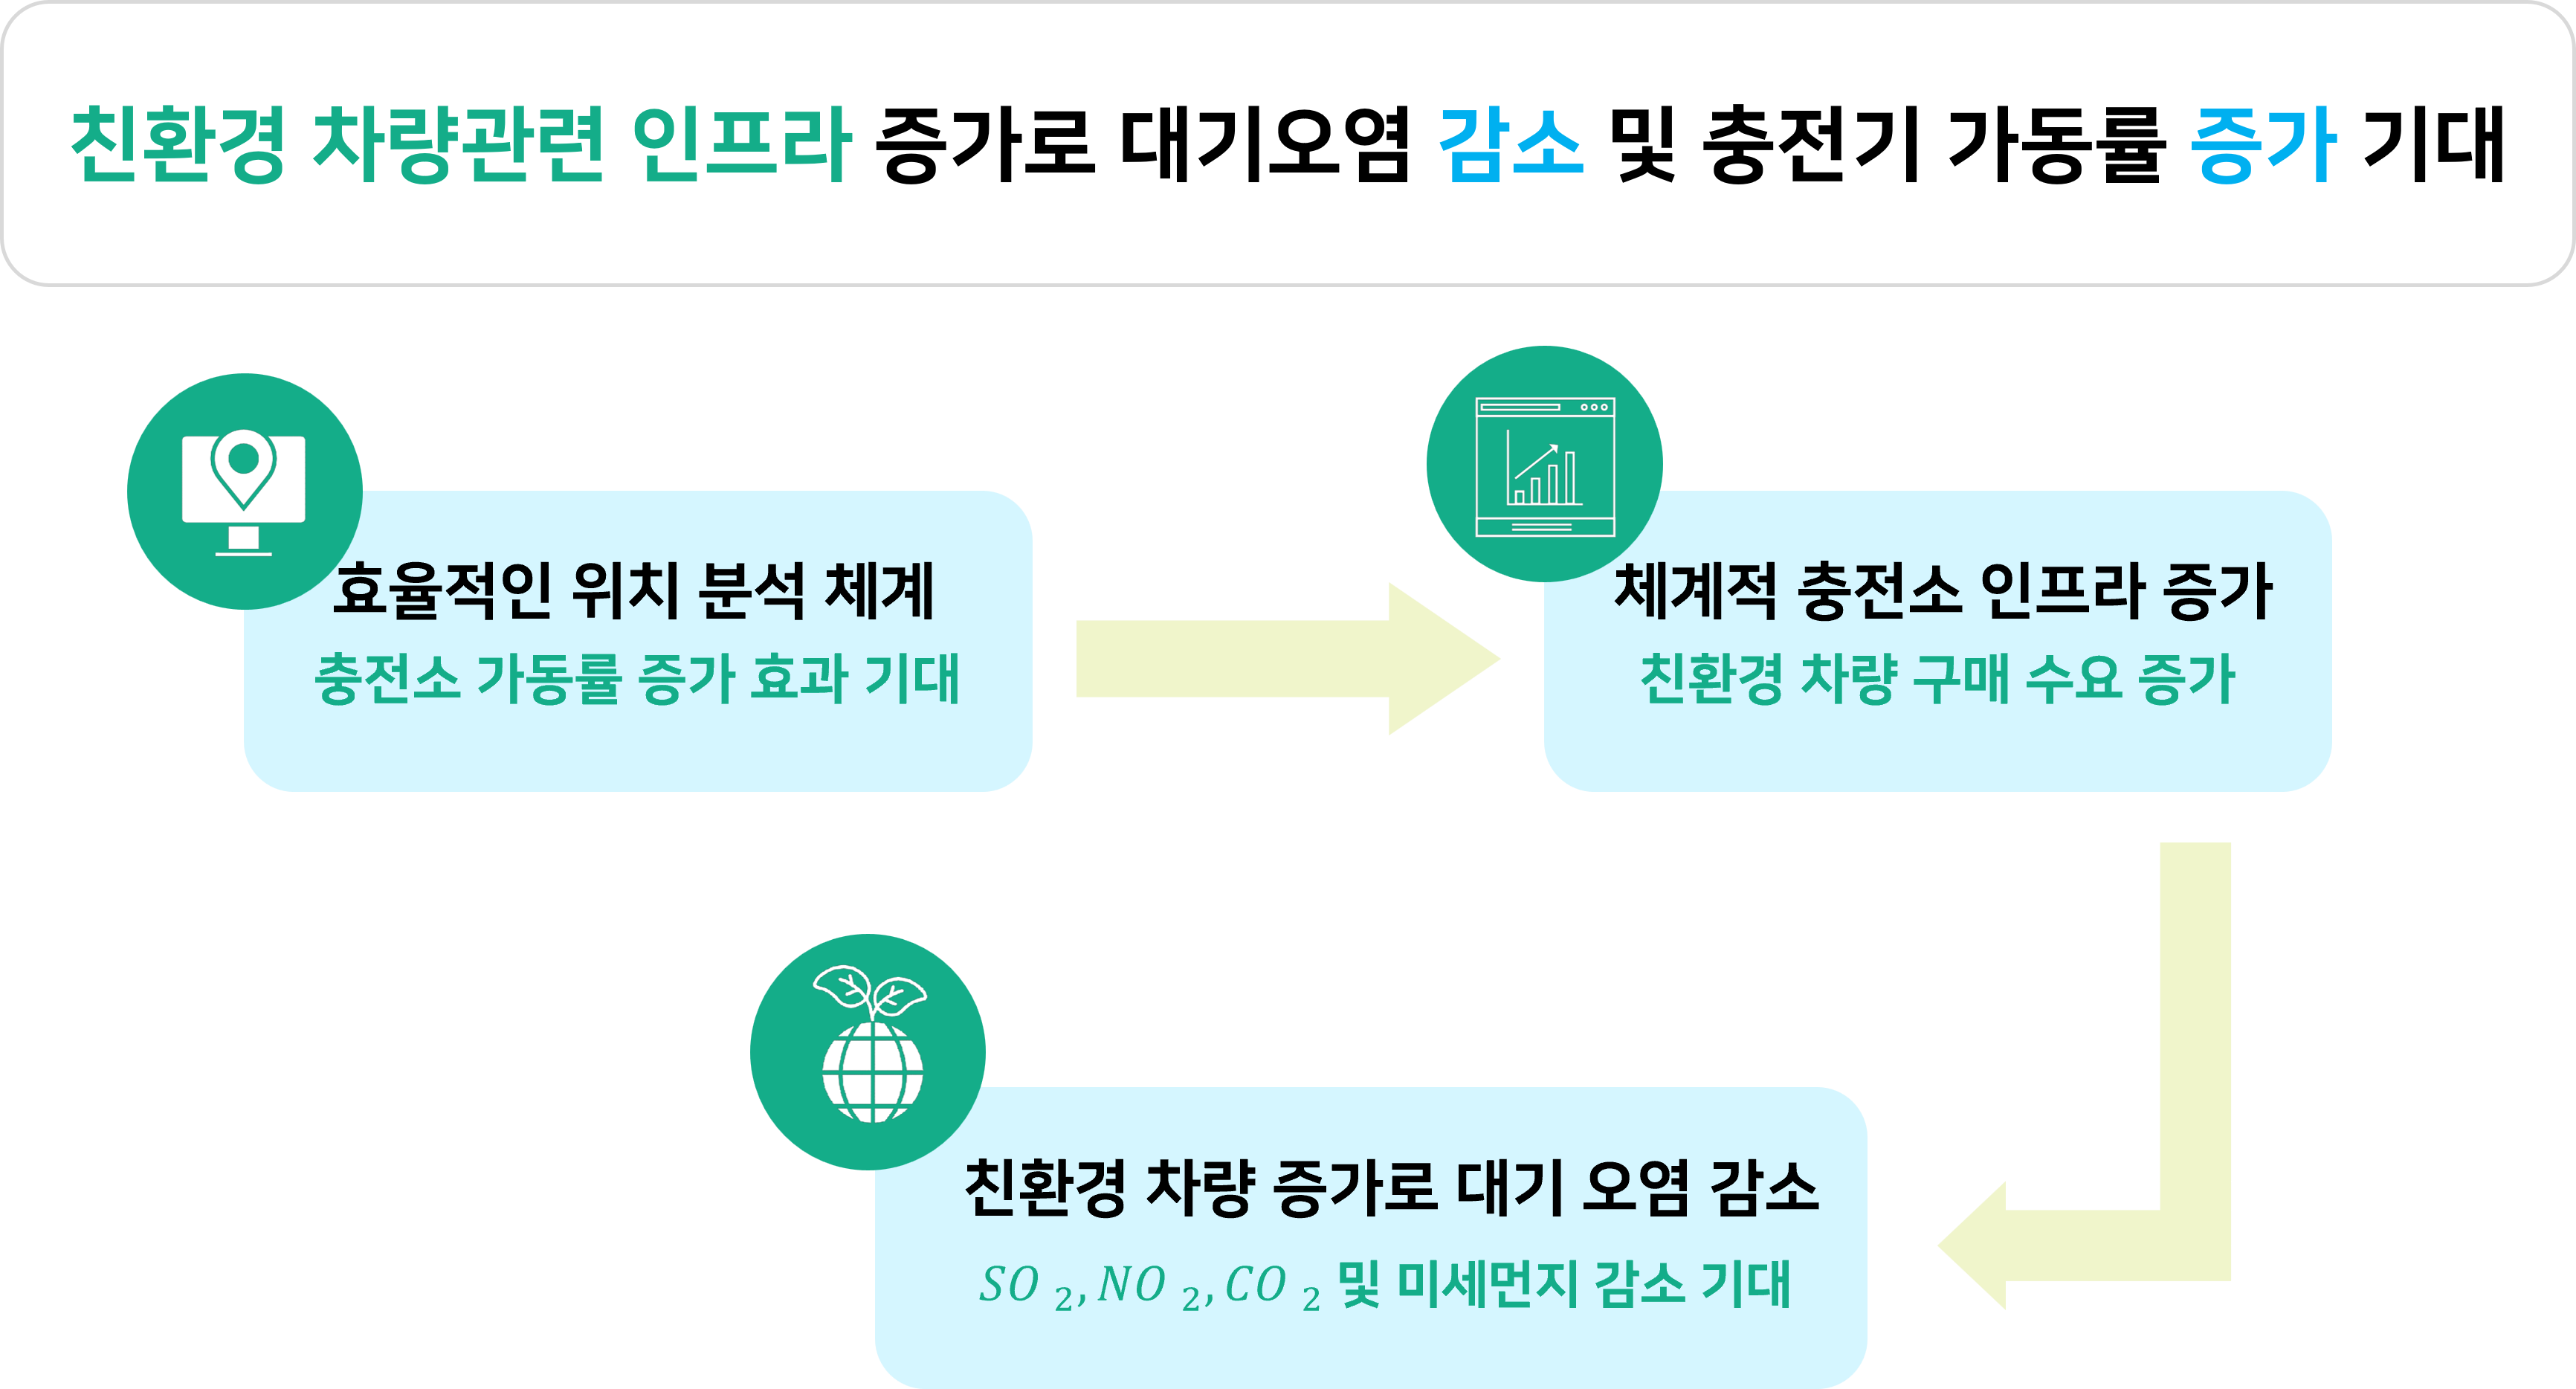 친환경 차량관련 인프라 증가로 대기오염 감소 및 충전기 가동률 증가 기대
효율적인 위치 분석 체계
충전소 가동률 증가 효과 기대
체계적 충전소 인프라 증가
친환경 차량 구매 수요 증가
친환경 차량 증가로 대기 오염 감소
SO₂, NO₂, CO₂ 및 미세먼지 감소 기대